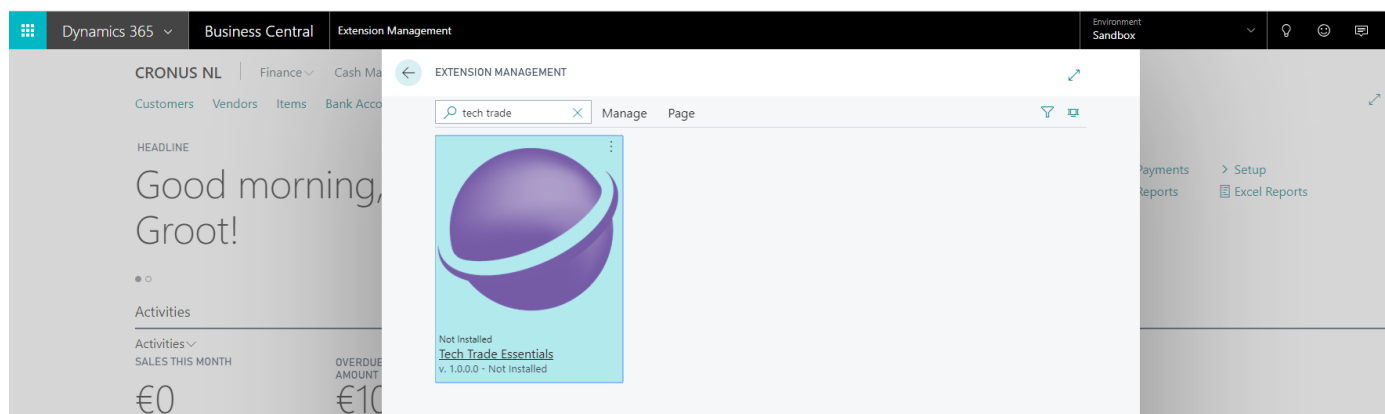 Dynamics 365 Business Central Extension Management Environment
Sandbox
CRONUS NL Finance Cash Ma
Customers Vendors Items Bank Acco
HEADLINE
Good morning,
Groot!
Activities
Activities
SALES THIS MONTH
OVERDUE
AMOUNT
€0
€10
EXTENSION MANAGEMENT
tech trade Manage Page
Not Installed
Tech Trade Essentials
v. 1.0.0.0 - Not Installed
Payments > Setup
Reports Excel Reports